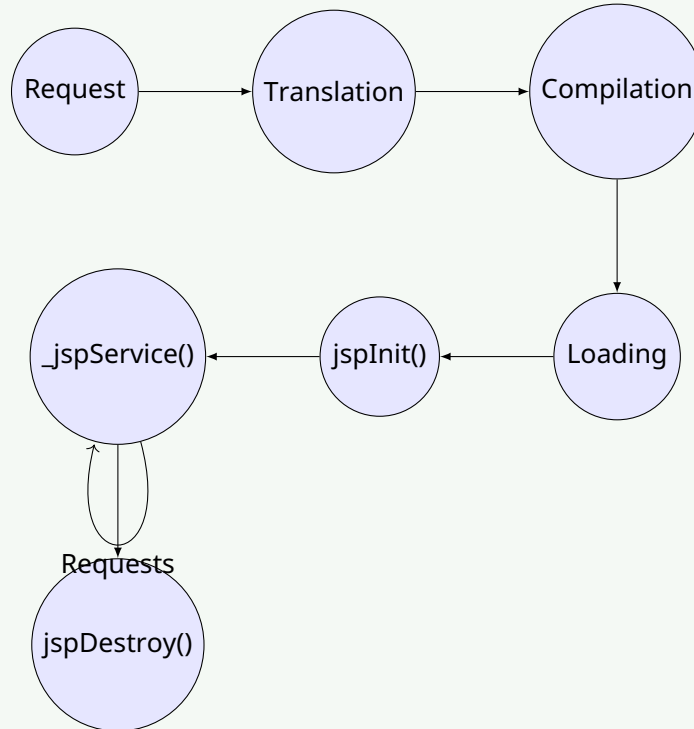 Request
Translation
Compilation
_jspService()
jspInit()
Loading
Requests
jspDestroy()